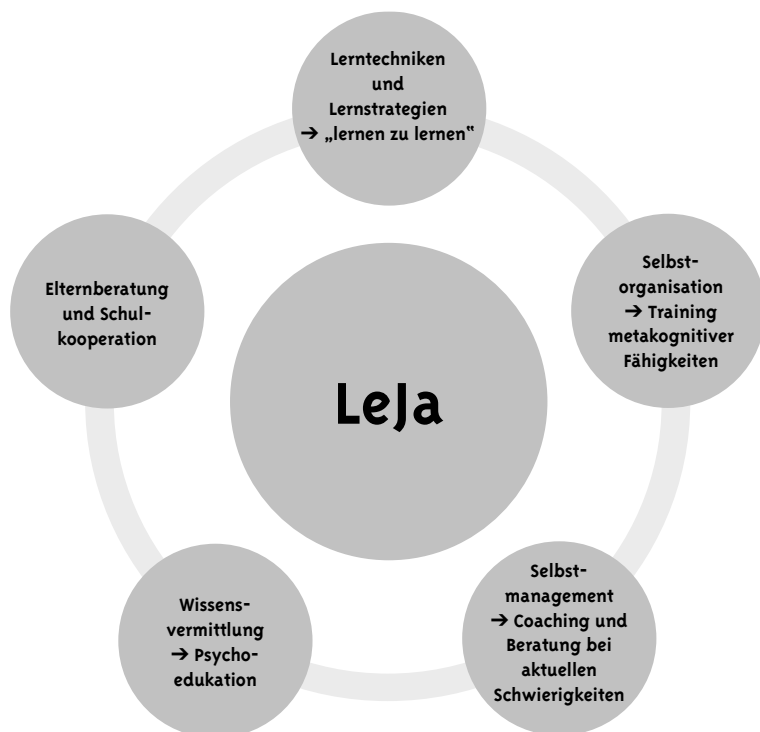 Lerntechniken
und
Lernstrategien
➔ „lernen zu lernen“
Elternberatung
und Schul-
kooperation
Selbst-
organisation
➔ Training
metakognitiver
Fähigkeiten
LeJa
Wissens-
vermittlung
➔ Psycho-
edukation
Selbst-
management
➔ Coaching und
Beratung bei
aktuellen
Schwierigkeiten